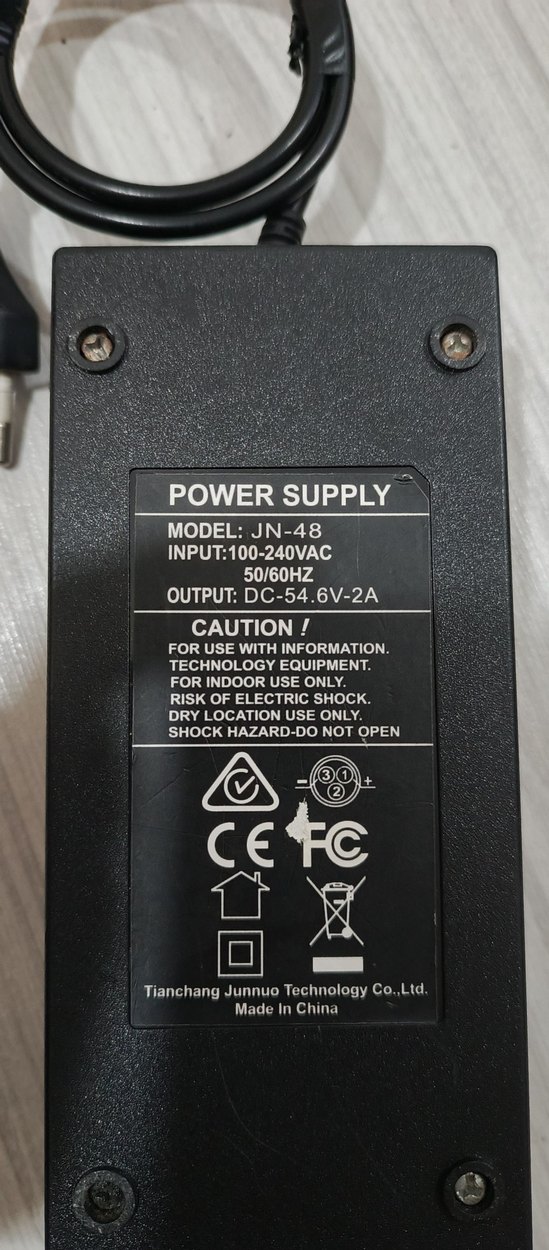 POWER SUPPLY
MODEL: JN-48
INPUT:100-240VAC
50/60HZ
OUTPUT: DC-54.6V-2A
CAUTION !
FOR USE WITH INFORMATION.
TECHNOLOGY EQUIPMENT.
FOR INDOOR USE ONLY.
RISK OF ELECTRIC SHOCK.
DRY LOCATION USE ONLY.
SHOCK HAZARD-DO NOT OPEN
- 3 1 +
2
CE FC
Tianchang Junnuo Technology Co.,Ltd.
Made In China